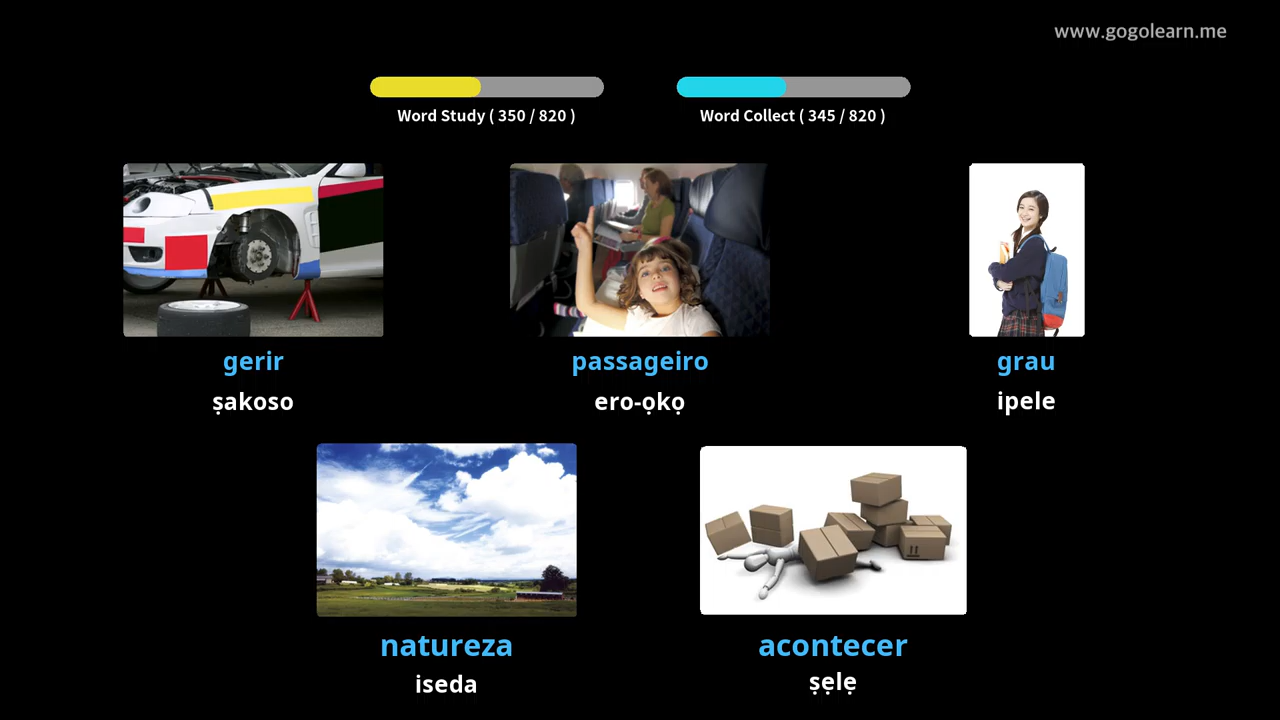 www.gogolearn.me
Word Study ( 350 / 820 )
Word Collect ( 345 / 820 )
gerir
ṣakoso
passageiro
ero-ọkọ
grau
ipele
natureza
iseda
acontecer
ṣẹlẹ